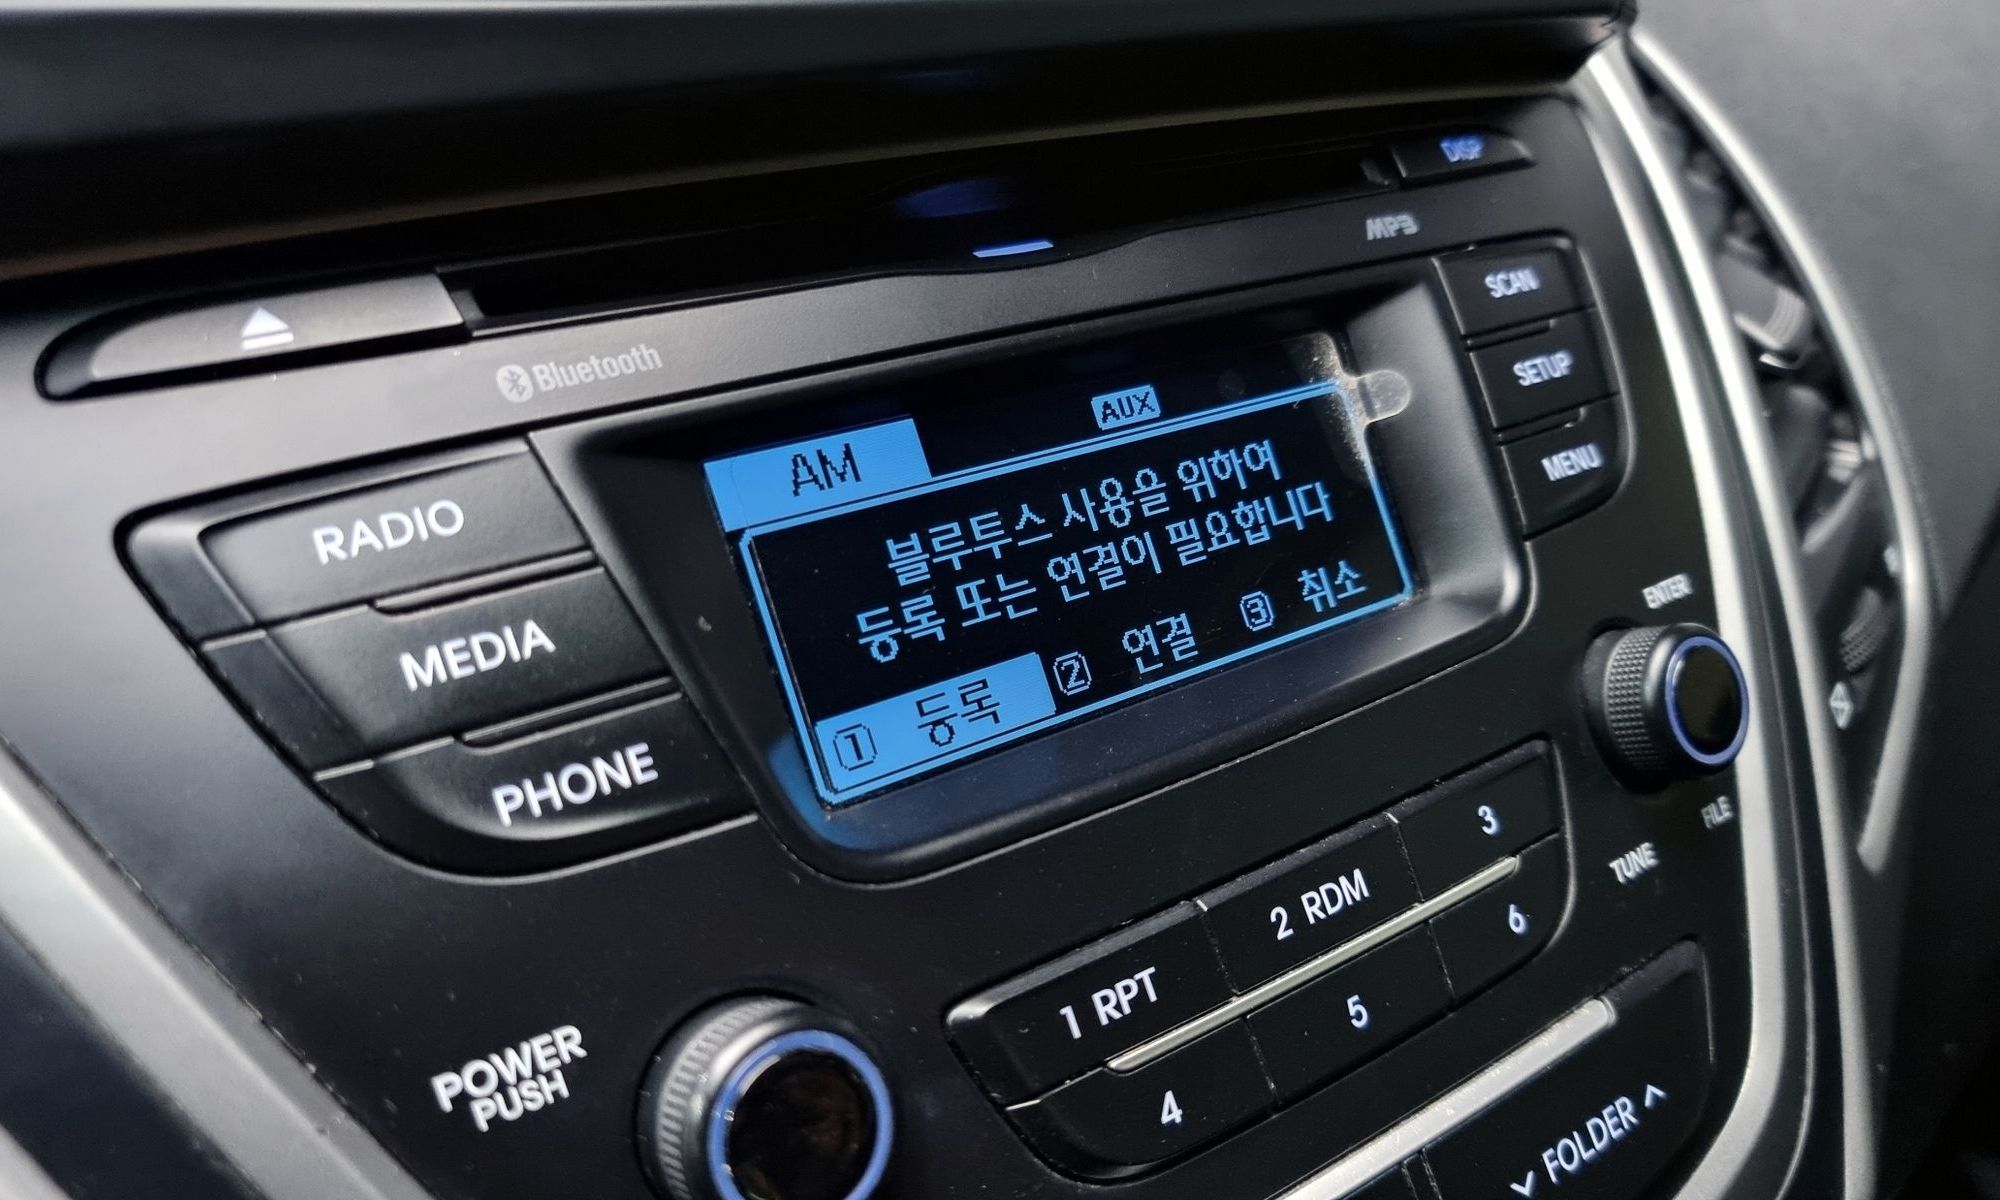 DISP
MP3
SCAN
Bluetooth
SETUP
AUX
AM
MENU
RADIO
블루투스 사용을 위하여
등록 또는 연결이 필요합니다
MEDIA
1 등록 2 연결 3 취소
ENTER
PHONE
FILE
TUNE
1 RPT 2 RDM 3
4 5 6
POWER
PUSH
∨ FOLDER ∧